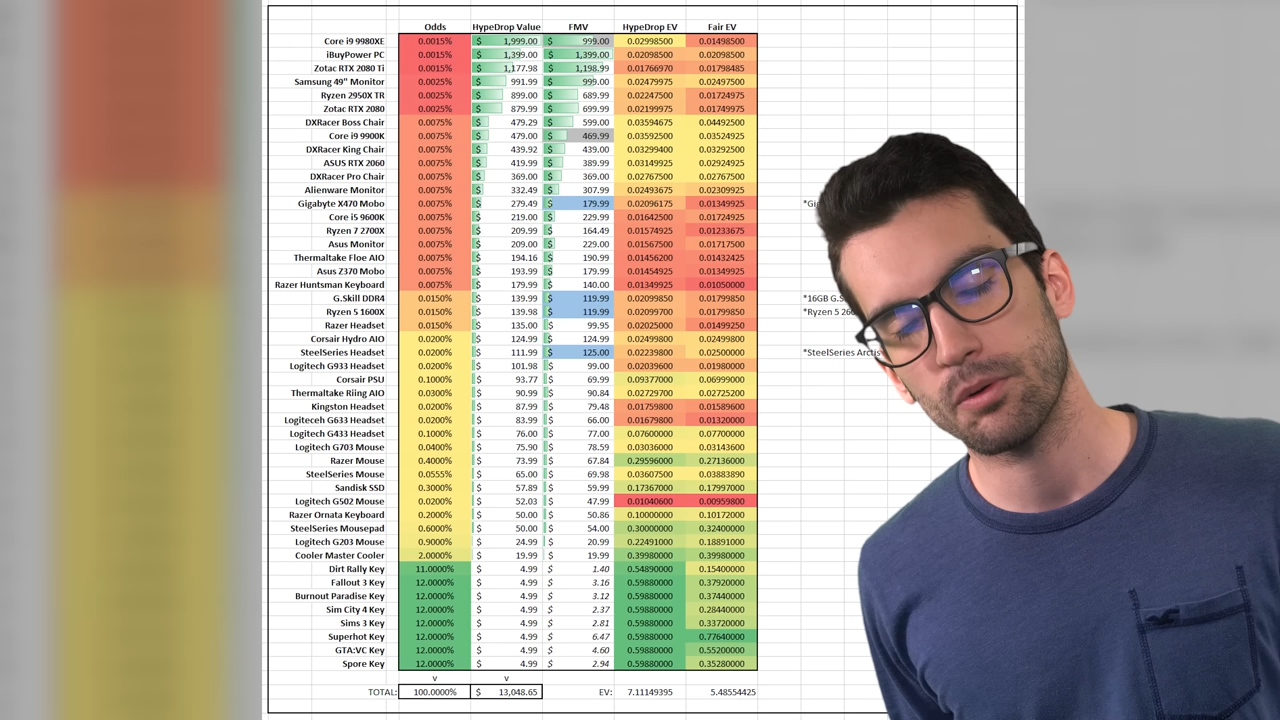 Odds HypeDrop Value FMV HypeDrop EV Fair EV
Core i9 9980XE 0.0015% $ 1,999.00 $ 999.00 0.02998500 0.01498500
iBuyPower PC 0.0015% $ 1,399.00 $ 1,399.00 0.02098500 0.02098500
Zotac RTX 2080 Ti 0.0015% $ 1,177.98 $ 1,198.99 0.01766970 0.01798485
Samsung 49" Monitor 0.0025% $ 991.99 $ 999.00 0.02479975 0.02497500
Ryzen 2950X TR 0.0025% $ 899.00 $ 689.99 0.02247500 0.01724975
Zotac RTX 2080 0.0025% $ 879.99 $ 699.99 0.02199975 0.01749975
DXRacer Boss Chair 0.0075% $ 479.29 $ 599.00 0.03594675 0.04492500
Core i9 9900K 0.0075% $ 479.00 $ 469.99 0.03592500 0.03524925
DXRacer King Chair 0.0075% $ 439.92 $ 439.00 0.03299400 0.03292500
ASUS RTX 2060 0.0075% $ 419.99 $ 389.99 0.03149925 0.02924925
DXRacer Pro Chair 0.0075% $ 369.00 $ 369.00 0.02767500 0.02767500
Alienware Monitor 0.0075% $ 332.49 $ 307.99 0.02493675 0.02309925
Gigabyte X470 Mobo 0.0075% $ 279.49 $ 179.99 0.02096175 0.01349925
Core i5 9600K 0.0075% $ 219.00 $ 229.99 0.01642500 0.01724925
Ryzen 7 2700X 0.0075% $ 209.99 $ 164.49 0.01574925 0.01233675
Asus Monitor 0.0075% $ 209.00 $ 229.00 0.01567500 0.01717500
Thermaltake Floe AIO 0.0075% $ 194.16 $ 190.99 0.01456200 0.01432425
Asus Z370 Mobo 0.0075% $ 193.99 $ 179.99 0.01454925 0.01349925
Razer Huntsman Keyboard 0.0075% $ 179.99 $ 140.00 0.01349925 0.01050000
G.Skill DDR4 0.0150% $ 139.99 $ 119.99 0.02099850 0.01799850 *16GB
Ryzen 5 1600X 0.0150% $ 139.98 $ 119.99 0.02099700 0.01799850 *Ryzen 5
Razer Headset 0.0150% $ 135.00 $ 99.95 0.02025000 0.01499250
Corsair Hydro AIO 0.0200% $ 124.99 $ 124.99 0.02499800 0.02499800
SteelSeries Headset 0.0200% $ 111.99 $ 125.00 0.02239800 0.02500000 *SteelSeries Arctis
Logitech G933 Headset 0.0200% $ 101.98 $ 99.00 0.02039600 0.01980000
Corsair PSU 0.1000% $ 93.77 $ 69.99 0.09377000 0.06999000
Thermaltake Riing AIO 0.0300% $ 90.99 $ 90.84 0.02729700 0.02725200
Kingston Headset 0.0200% $ 87.99 $ 79.48 0.01759800 0.01589600
Logiteceh G633 Headset 0.0200% $ 83.99 $ 66.00 0.01679800 0.01320000
Logitech G433 Headset 0.1000% $ 76.00 $ 77.00 0.07600000 0.07700000
Logitech G703 Mouse 0.0400% $ 75.90 $ 78.59 0.03036000 0.03143600
Razer Mouse 0.4000% $ 73.99 $ 67.84 0.29596000 0.27136000
SteelSeries Mouse 0.0555% $ 65.00 $ 69.98 0.03607500 0.03883890
Sandisk SSD 0.3000% $ 57.89 $ 59.99 0.17367000 0.17997000
Logitech G502 Mouse 0.0200% $ 52.03 $ 47.99 0.01040600 0.00959800
Razer Ornata Keyboard 0.2000% $ 50.00 $ 50.86 0.10000000 0.10172000
SteelSeries Mousepad 0.6000% $ 50.00 $ 54.00 0.30000000 0.32400000
Logitech G203 Mouse 0.9000% $ 24.99 $ 20.99 0.22491000 0.18891000
Cooler Master Cooler 2.0000% $ 19.99 $ 19.99 0.39980000 0.39980000
Dirt Rally Key 11.0000% $ 4.99 $ 1.40 0.54890000 0.15400000
Fallout 3 Key 12.0000% $ 4.99 $ 3.16 0.59880000 0.37920000
Burnout Paradise Key 12.0000% $ 4.99 $ 3.12 0.59880000 0.37440000
Sim City 4 Key 12.0000% $ 4.99 $ 2.37 0.59880000 0.28440000
Sims 3 Key 12.0000% $ 4.99 $ 2.81 0.59880000 0.33720000
Superhot Key 12.0000% $ 4.99 $ 6.47 0.59880000 0.77640000
GTA:VC Key 12.0000% $ 4.99 $ 4.60 0.59880000 0.55200000
Spore Key 12.0000% $ 4.99 $ 2.94 0.59880000 0.35280000
v v
TOTAL: 100.0000% $ 13,048.65 EV: 7.11149395 5.48554425